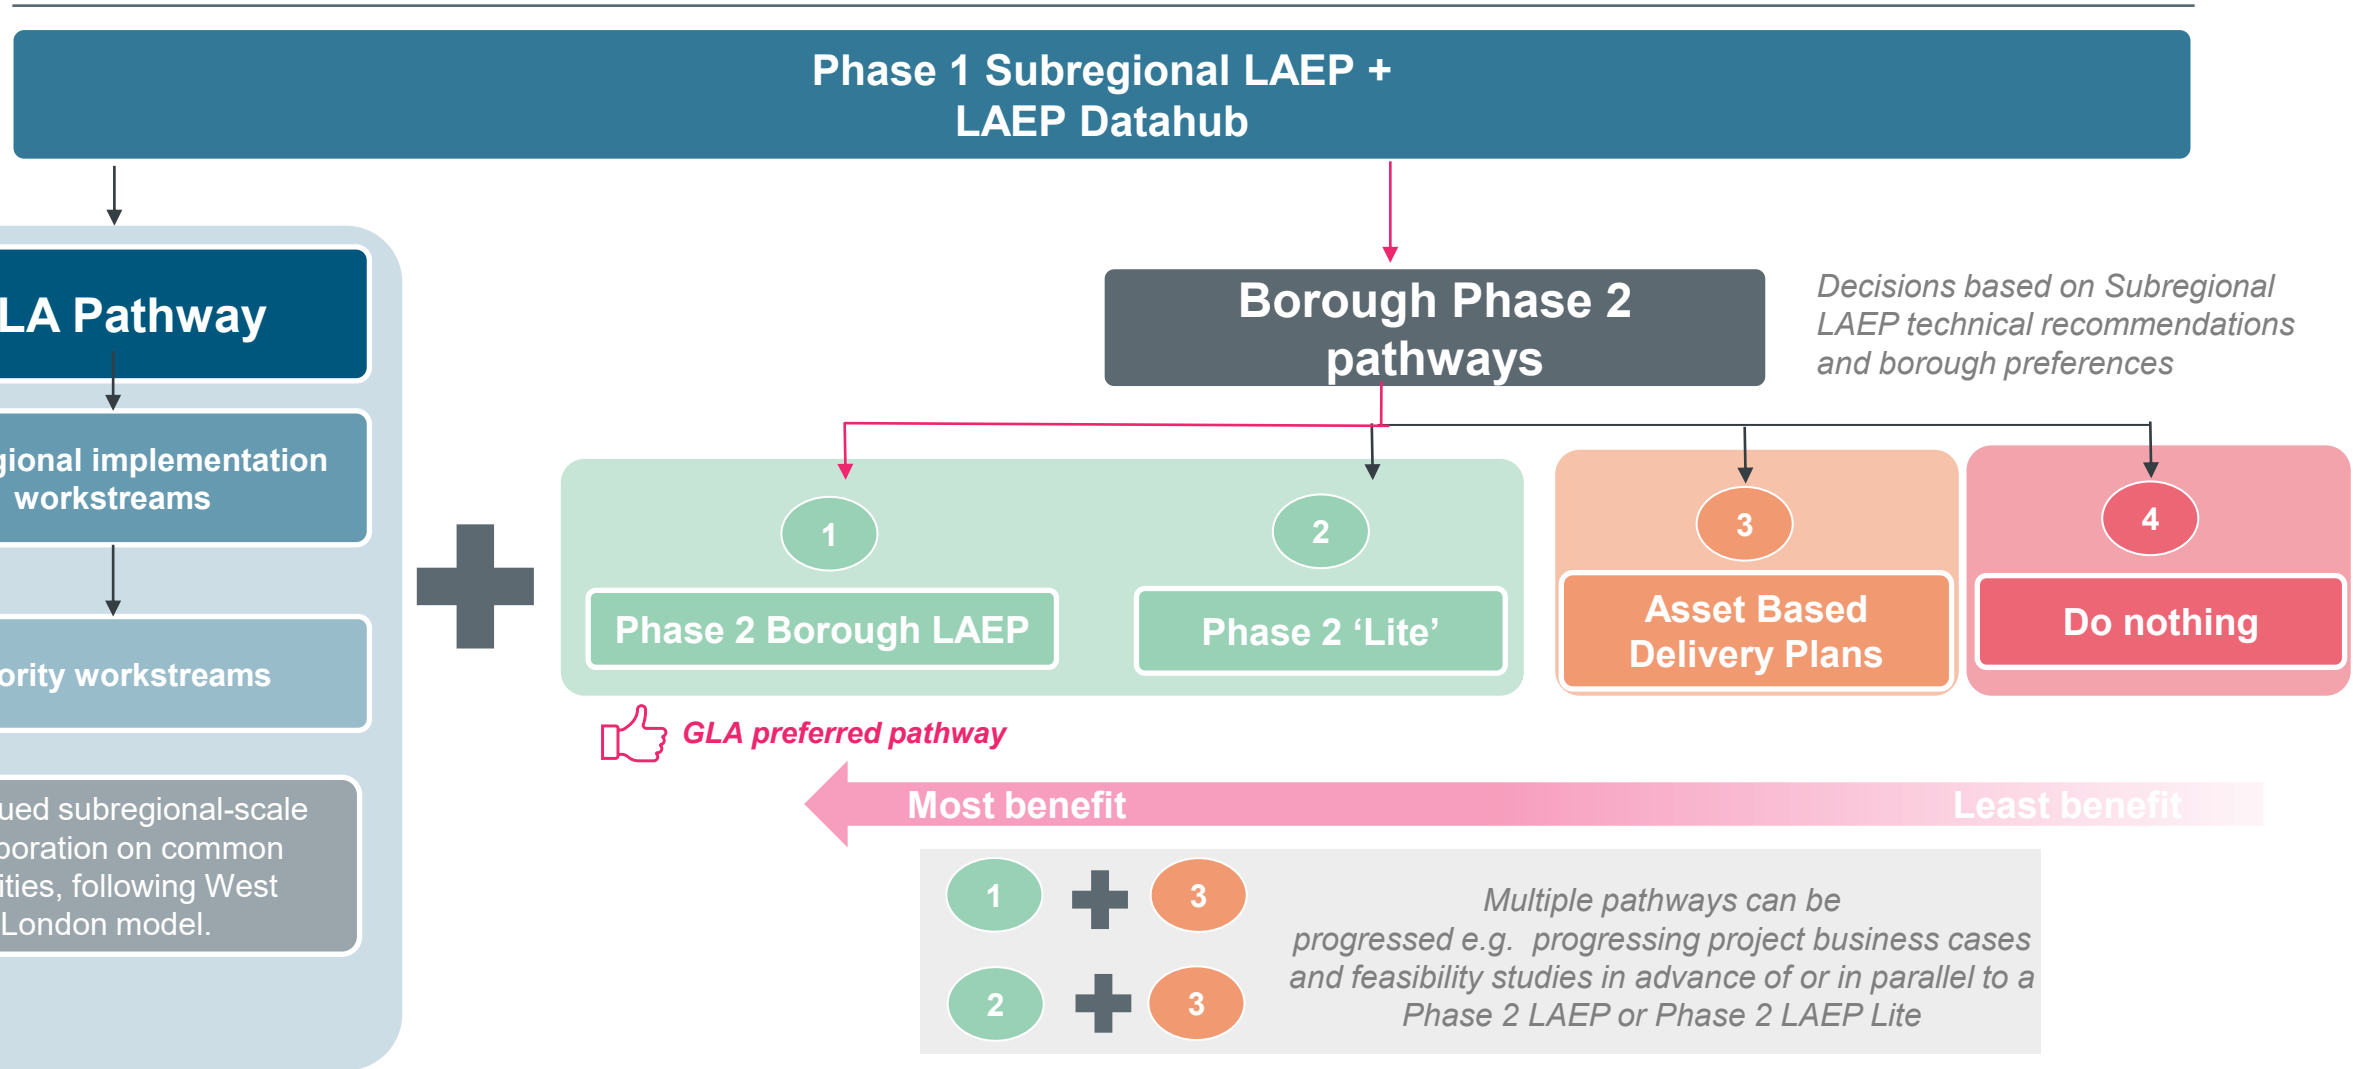 Phase 1 Subregional LAEP +
LAEP Datahub
LA Pathway
gional implementation
workstreams
ority workstreams
ued subregional-scale
oration on common
ities, following West
London model.
Borough Phase 2
pathways
Decisions based on Subregional
LAEP technical recommendations
and borough preferences
1
Phase 2 Borough LAEP
2
Phase 2 ‘Lite’
3
Asset Based
Delivery Plans
4
Do nothing
GLA preferred pathway
Most benefit
Least benefit
1
3
2
3
Multiple pathways can be
progressed e.g. progressing project business cases
and feasibility studies in advance of or in parallel to a
Phase 2 LAEP or Phase 2 LAEP Lite